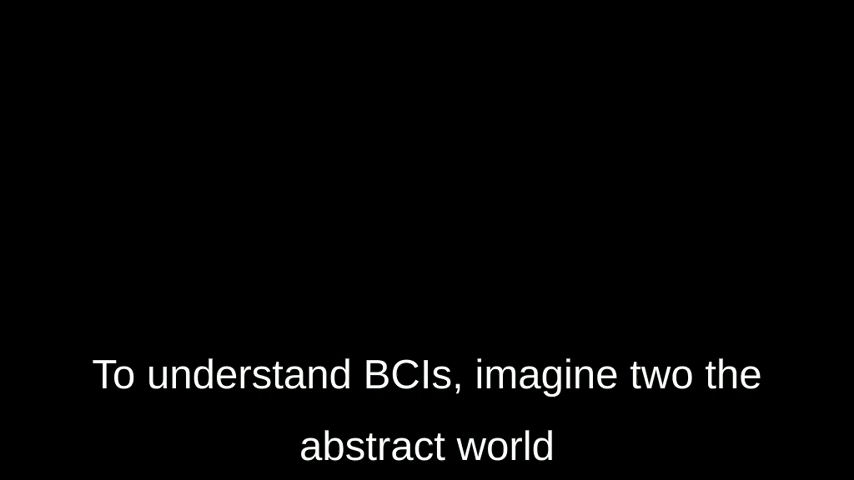 To understand BCIs, imagine two the
abstract world